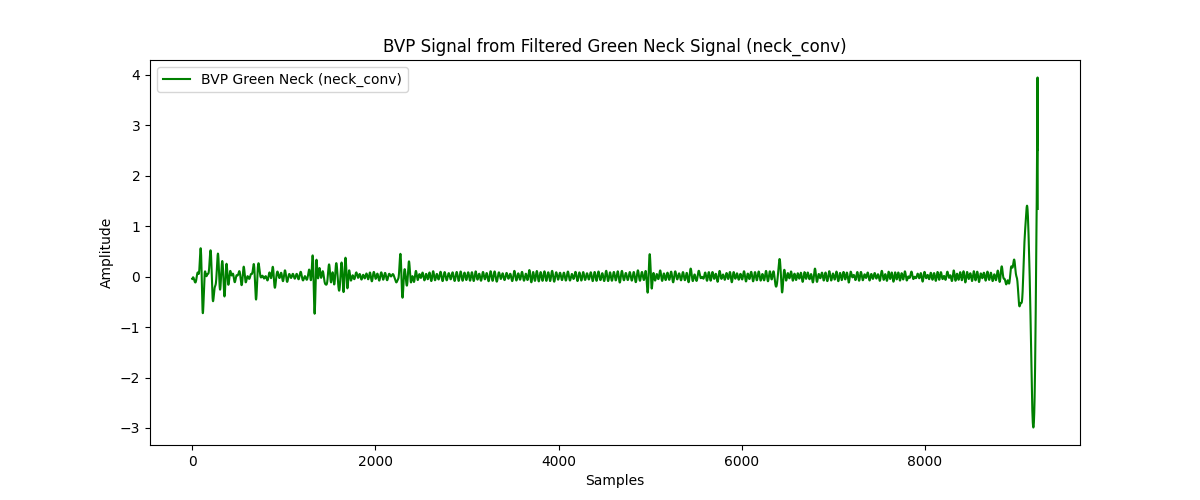 BVP Signal from Filtered Green Neck Signal (neck_conv)
BVP Green Neck (neck_conv)
4
3
2
1
0
−1
−2
−3
Amplitude
0 2000 4000 6000 8000
Samples